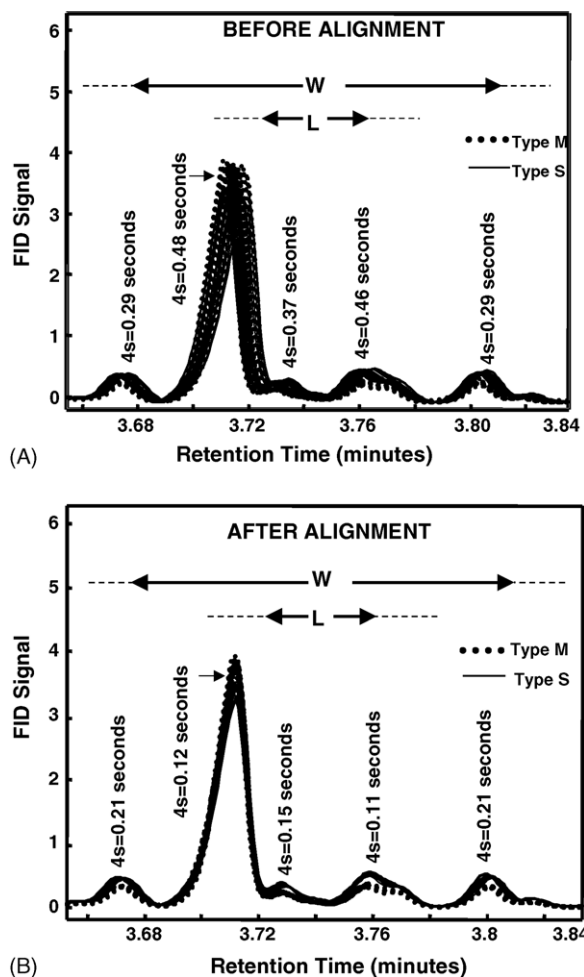 BEFORE ALIGNMENT
W
L
Type M
Type S
FID Signal
6
5
4
3
2
1
0
4s=0.29 seconds
4s=0.48 seconds
4s=0.37 seconds
4s=0.46 seconds
4s=0.29 seconds
3.68 3.72 3.76 3.80 3.84
(A) Retention Time (minutes)
AFTER ALIGNMENT
W
L
Type M
Type S
FID Signal
6
5
4
3
2
1
0
4s=0.21 seconds
4s=0.12 seconds
4s=0.15 seconds
4s=0.11 seconds
4s=0.21 seconds
3.68 3.72 3.76 3.8 3.84
(B) Retention Time (minutes)